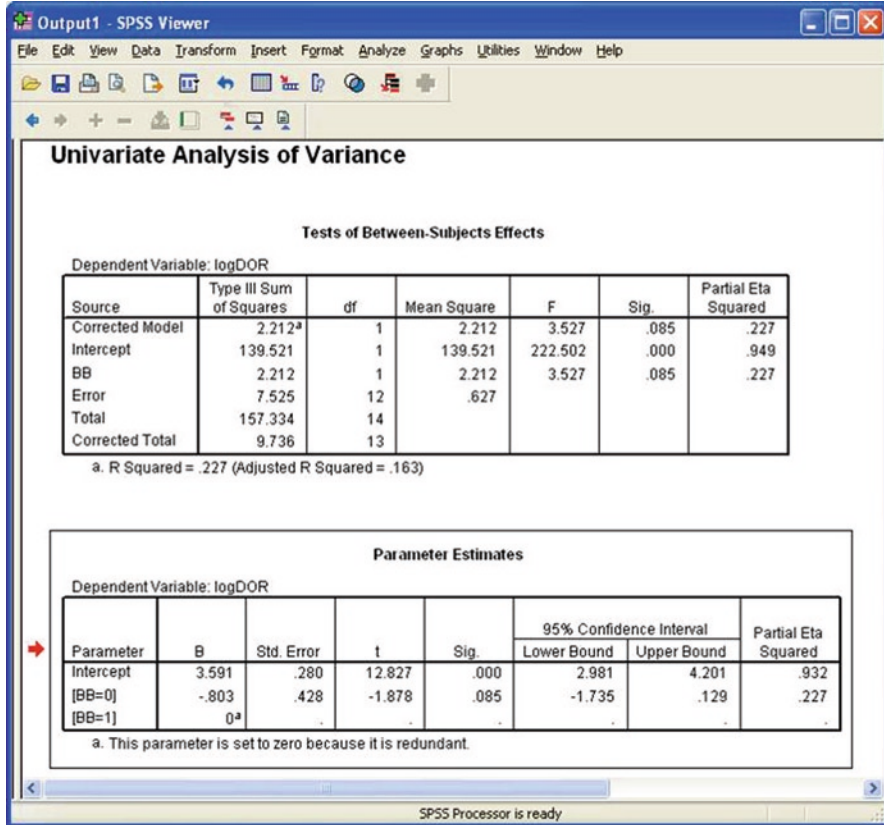 Output1 - SPSS Viewer
File Edit View Data Transform Insert Format Analyze Graphs Utilities Window Help
Univariate Analysis of Variance
Tests of Between-Subjects Effects
Dependent Variable: logDOR
Source Type III Sum of Squares df Mean Square F Sig. Partial Eta Squared
Corrected Model 2.212a 1 2.212 3.527 .085 .227
Intercept 139.521 1 139.521 222.502 .000 .949
BB 2.212 1 2.212 3.527 .085 .227
Error 7.525 12 .627
Total 157.334 14
Corrected Total 9.736 13
a. R Squared = .227 (Adjusted R Squared = .163)
Parameter Estimates
Dependent Variable: logDOR
95% Confidence Interval
Parameter B Std. Error t Sig. Lower Bound Upper Bound Partial Eta Squared
Intercept 3.591 .280 12.827 .000 2.981 4.201 .932
[BB=0] -.803 .428 -1.878 .085 -1.735 .129 .227
[BB=1] 0a . . . . . .
a. This parameter is set to zero because it is redundant.
SPSS Processor is ready